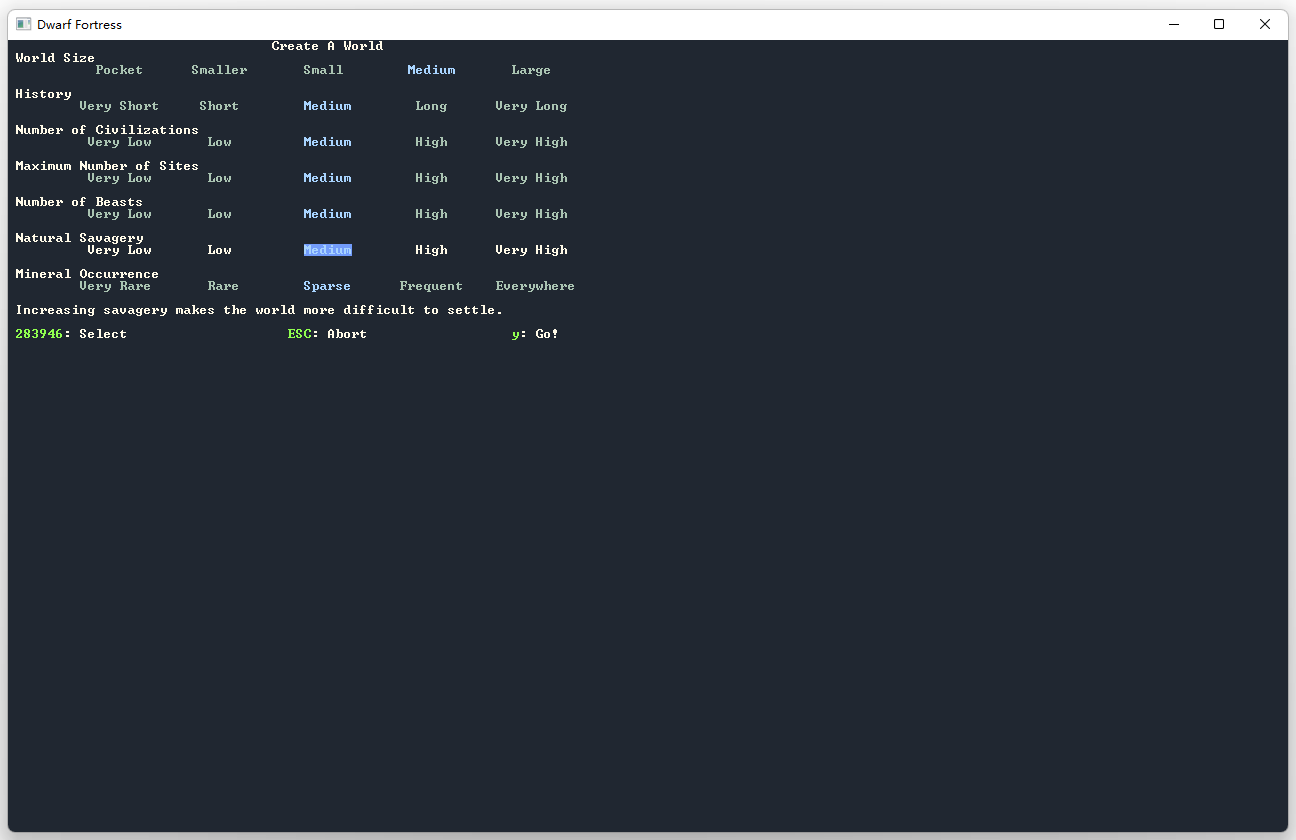 Dwarf Fortress
Create A World
World Size
Pocket Smaller Small Medium Large
History
Very Short Short Medium Long Very Long
Number of Civilizations
Very Low Low Medium High Very High
Maximum Number of Sites
Very Low Low Medium High Very High
Number of Beasts
Very Low Low Medium High Very High
Natural Savagery
Very Low Low Medium High Very High
Mineral Occurrence
Very Rare Rare Sparse Frequent Everywhere
Increasing savagery makes the world more difficult to settle.
283946: Select ESC: Abort y: Go!